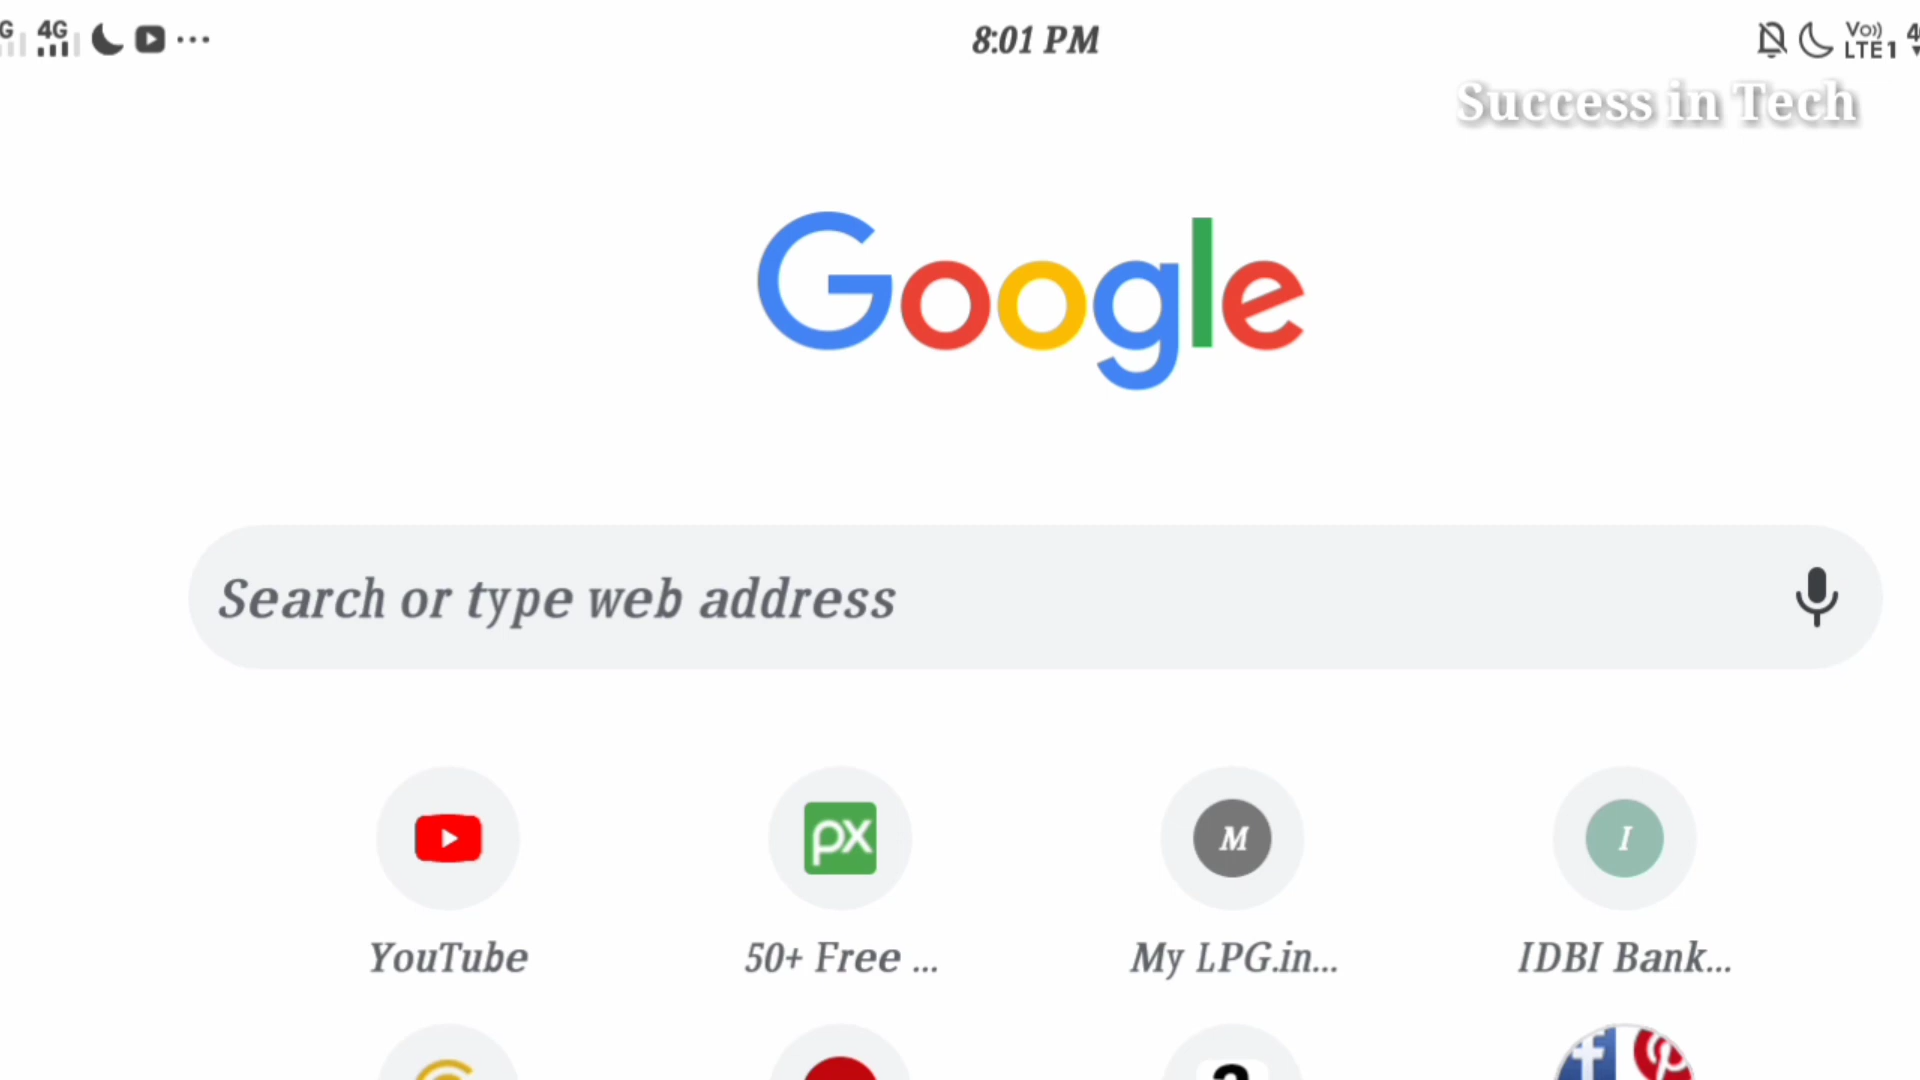 4G
8:01 PM
Vo))
LTE1
Success in Tech
Google
Search or type web address
px
M
I
YouTube
50+ Free ...
My LPG.in...
IDBI Bank...